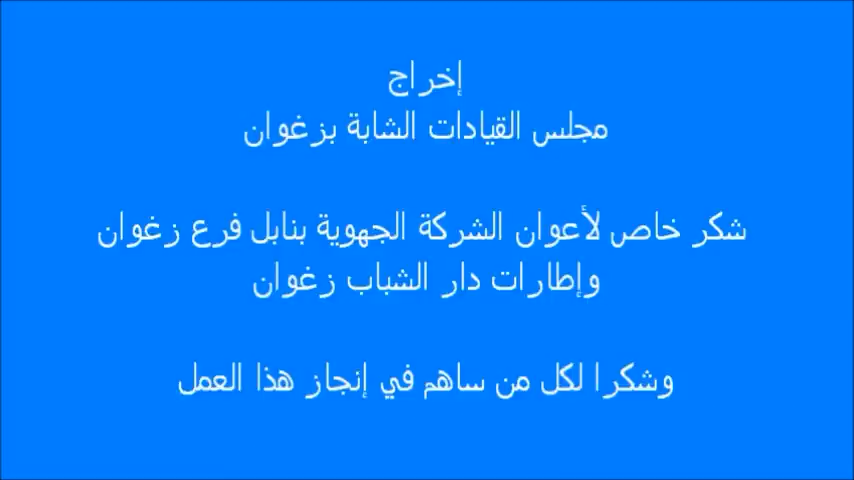 إخراج
مجلس القيادات الشابة بزغوان
شكر خاص لأعوان الشركة الجهوية بنابل فرع زغوان
وإطارات دار الشباب زغوان
وشكرا لكل من ساهم في إنجاز هذا العمل